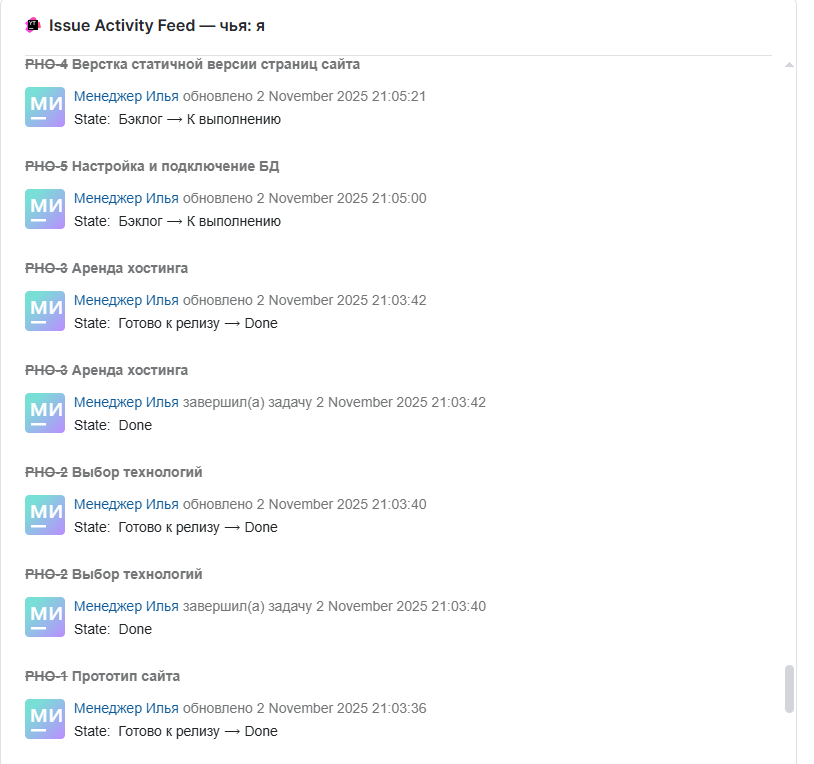 YT
Issue Activity Feed — чья: я
PHO-4 Верстка статичной версии страниц сайта
МИ
Менеджер Илья обновлено 2 November 2025 21:05:21
State: Бэклог → К выполнению
PHO-5 Настройка и подключение БД
МИ
Менеджер Илья обновлено 2 November 2025 21:05:00
State: Бэклог → К выполнению
PHO-3 Аренда хостинга
МИ
Менеджер Илья обновлено 2 November 2025 21:03:42
State: Готово к релизу → Done
PHO-3 Аренда хостинга
МИ
Менеджер Илья завершил(а) задачу 2 November 2025 21:03:42
State: Done
PHO-2 Выбор технологий
МИ
Менеджер Илья обновлено 2 November 2025 21:03:40
State: Готово к релизу → Done
PHO-2 Выбор технологий
МИ
Менеджер Илья завершил(а) задачу 2 November 2025 21:03:40
State: Done
PHO-1 Прототип сайта
МИ
Менеджер Илья обновлено 2 November 2025 21:03:36
State: Готово к релизу → Done